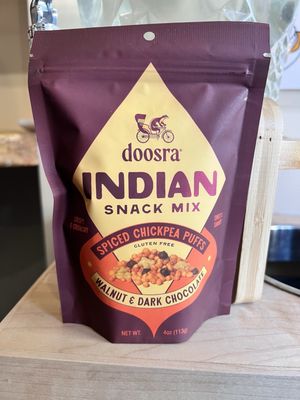 doosra®
INDIAN
SNACK MIX
SPICED CHICKPEA PUFFS
GLUTEN FREE
WALNUT & DARK CHOCOLATE
NET WT. 4oz (113g)